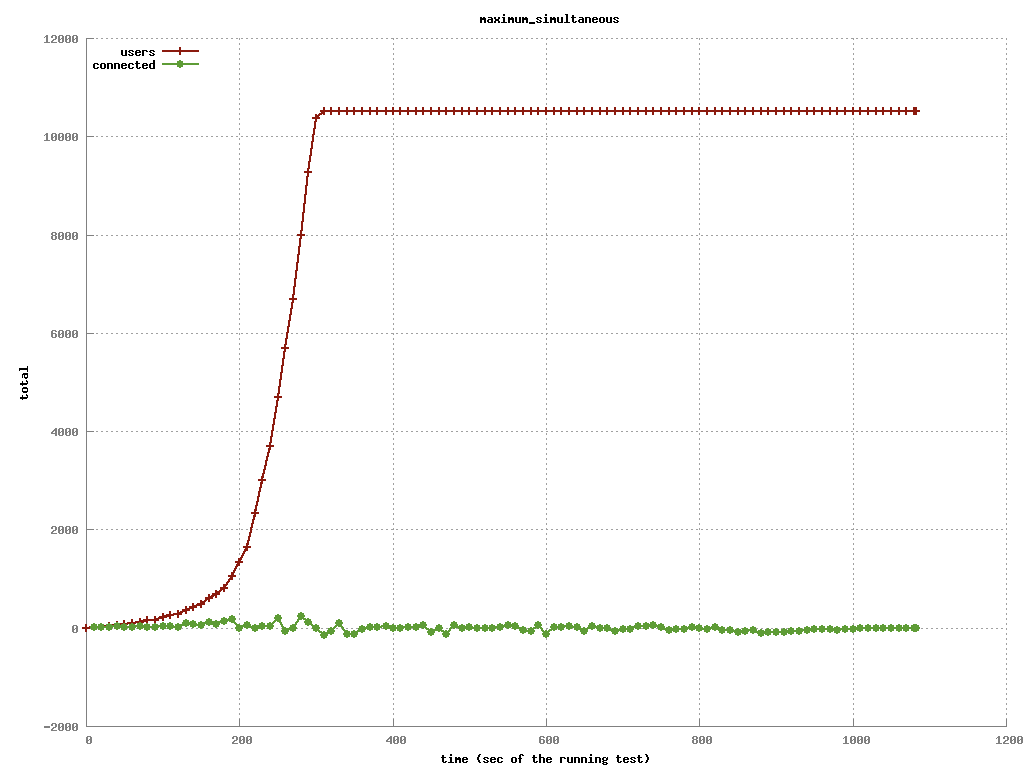 maximum_simultaneous
users
connected
12000
10000
8000
6000
4000
2000
0
-2000
total
0 200 400 600 800 1000 1200
time (sec of the running test)